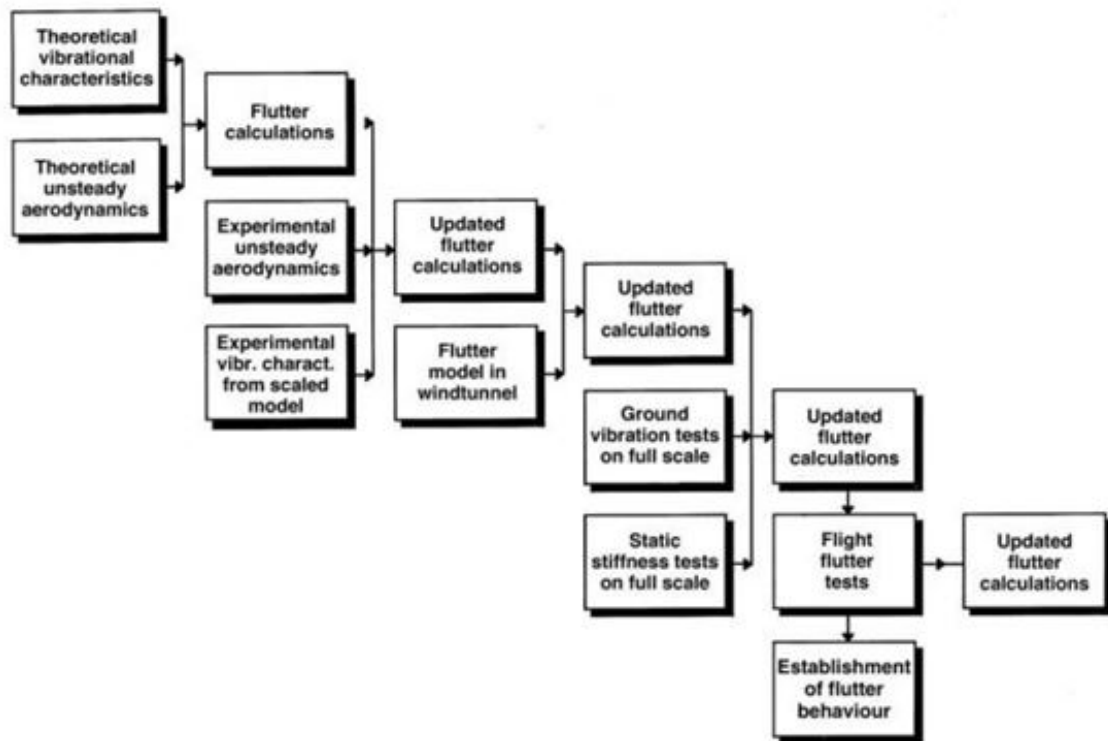 Theoretical
vibrational
characteristics
Theoretical
unsteady
aerodynamics
Flutter
calculations
Experimental
unsteady
aerodynamics
Experimental
vibr. charact.
from scaled
model
Updated
flutter
calculations
Flutter
model in
windtunnel
Updated
flutter
calculations
Ground
vibration tests
on full scale
Static
stiffness tests
on full scale
Updated
flutter
calculations
Flight
flutter
tests
Establishment
of flutter
behaviour
Updated
flutter
calculations